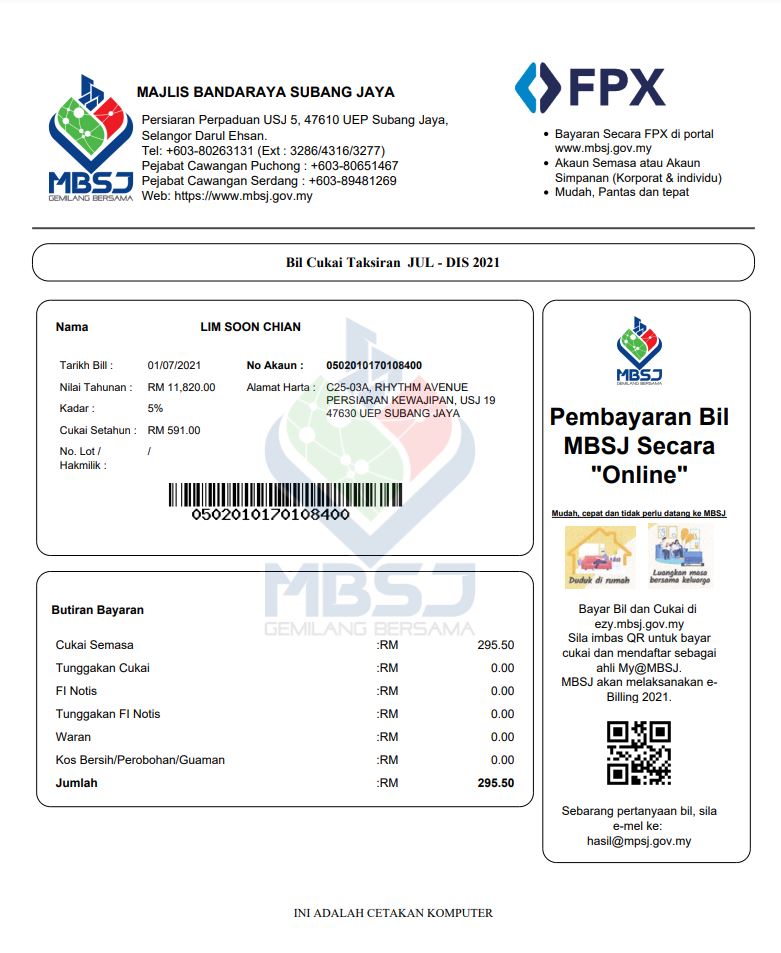 MAJLIS BANDARAYA SUBANG JAYA
Persiaran Perpaduan USJ 5, 47610 UEP Subang Jaya,
Selangor Darul Ehsan.
Tel: +603-80263131 (Ext : 3286/4316/3277)
Pejabat Cawangan Puchong : +603-80651467
Pejabat Cawangan Serdang : +603-89481269
Web: https://www.mbsj.gov.my
MBSJ
GEMILANG BERSAMA
FPX
• Bayaran Secara FPX di portal
www.mbsj.gov.my
• Akaun Semasa atau Akaun
Simpanan (Korporat & individu)
• Mudah, Pantas dan tepat
Bil Cukai Taksiran JUL - DIS 2021
Nama LIM SOON CHIAN
Tarikh Bill : 01/07/2021 No Akaun : 0502010170108400
Nilai Tahunan : RM 11,820.00 Alamat Harta : C25-03A, RHYTHM AVENUE
PERSIARAN KEWAJIPAN, USJ 19
Kadar : 5% 47630 UEP SUBANG JAYA
Cukai Setahun : RM 591.00
No. Lot / /
Hakmilik :
0502010170108400
MBSJ
GEMILANG BERSAMA
Butiran Bayaran
Cukai Semasa :RM 295.50
Tunggakan Cukai :RM 0.00
FI Notis :RM 0.00
Tunggakan FI Notis :RM 0.00
Waran :RM 0.00
Kos Bersih/Perobohan/Guaman :RM 0.00
Jumlah :RM 295.50
MBSJ
GEMILANG BERSAMA
Pembayaran Bil
MBSJ Secara
"Online"
Mudah, cepat dan tidak perlu datang ke MBSJ
Duduk di rumah
Luangkan masa
bersama keluarga
Bayar Bil dan Cukai di
ezy.mbsj.gov.my
Sila imbas QR untuk bayar
cukai dan mendaftar sebagai
ahli My@MBSJ.
MBSJ akan melaksanakan e-
Billing 2021.
Sebarang pertanyaan bil, sila
e-mel ke:
hasil@mpsj.gov.my
INI ADALAH CETAKAN KOMPUTER